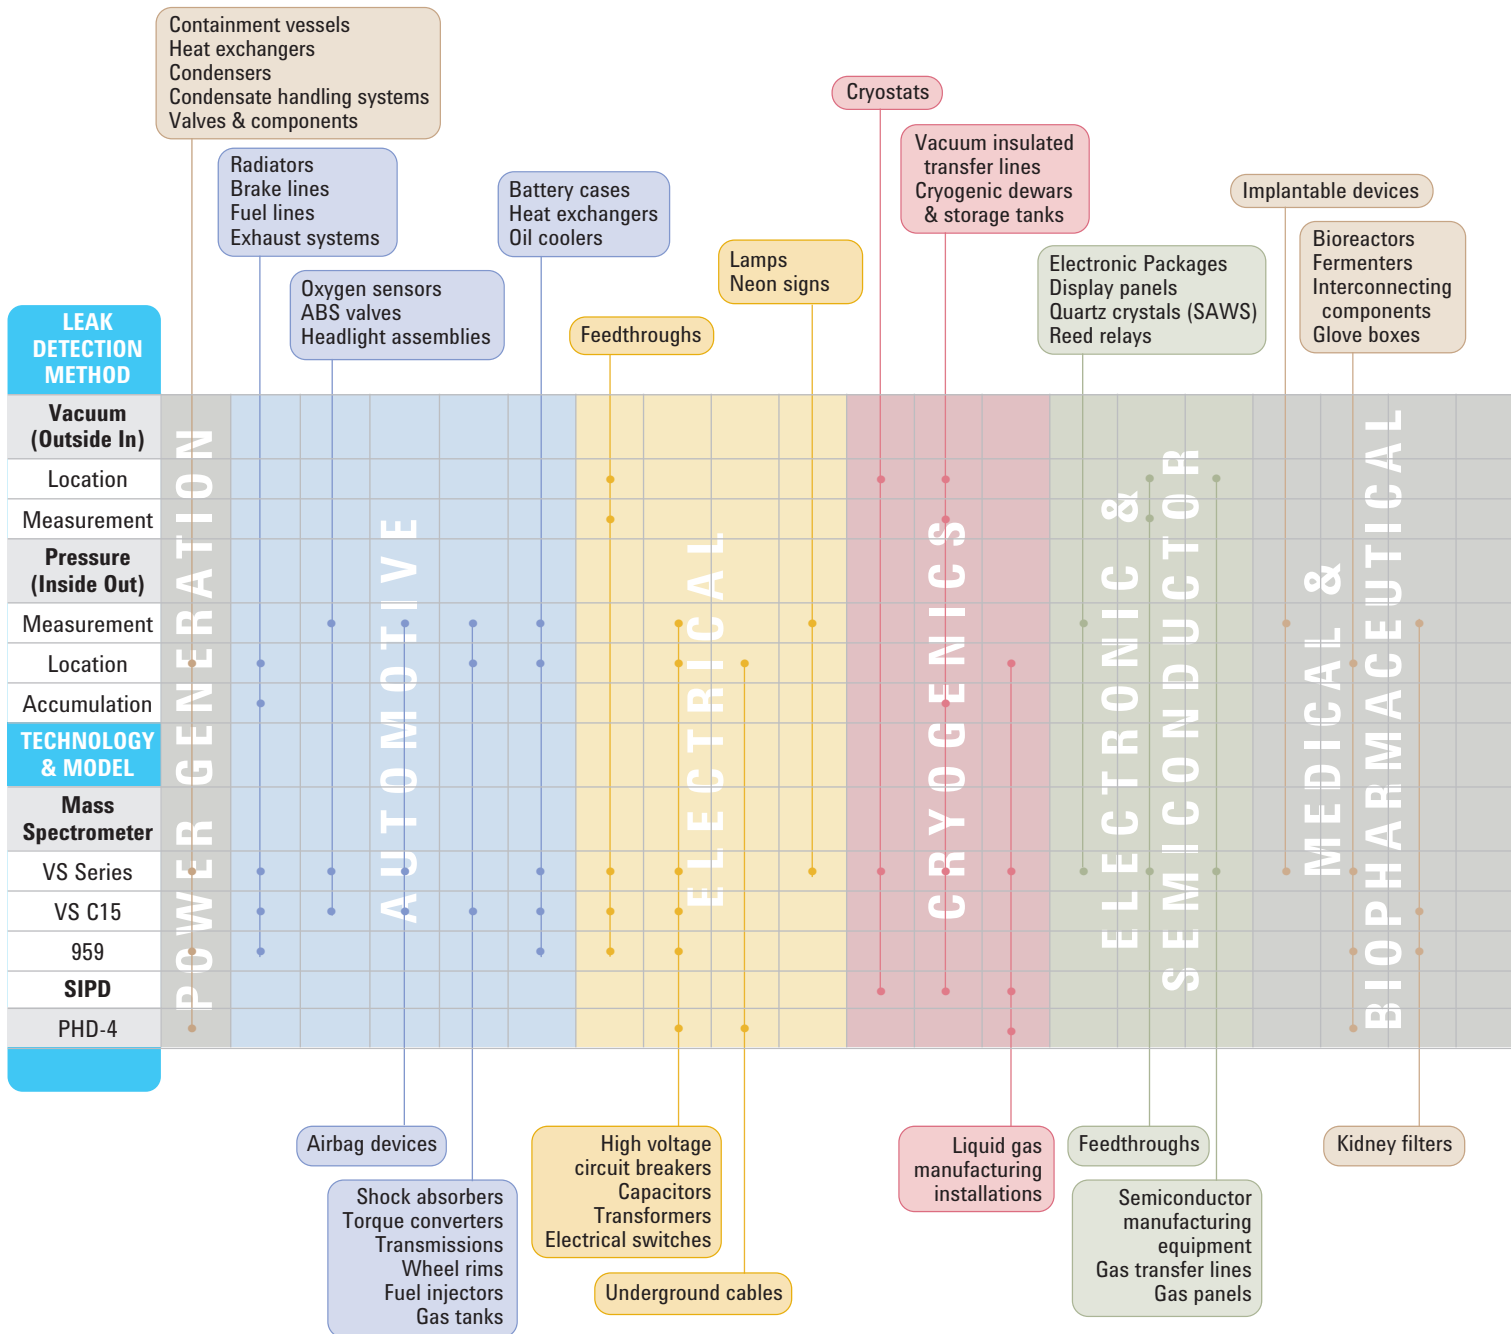 Containment vessels
Heat exchangers
Condensers
Condensate handling systems
Valves & components
Radiators
Brake lines
Fuel lines
Exhaust systems
Oxygen sensors
ABS valves
Headlight assemblies
Battery cases
Heat exchangers
Oil coolers
Feedthroughs
Lamps
Neon signs
Cryostats
Vacuum insulated
transfer lines
Cryogenic dewars
& storage tanks
Electronic Packages
Display panels
Quartz crystals (SAWS)
Reed relays
Implantable devices
Bioreactors
Fermenters
Interconnecting
components
Glove boxes
LEAK
DETECTION
METHOD
Vacuum
(Outside In)
Location
Measurement
Pressure
(Inside Out)
Measurement
Location
Accumulation
TECHNOLOGY
& MODEL
Mass
Spectrometer
VS Series
VS C15
959
SIPD
PHD-4
POWER GENERATION
AUTOMOTIVE
ELECTRICAL
CRYOGENICS
ELECTRONIC &
SEMICONDUCTOR
MEDICAL &
BIOPHARMACEUTICAL
Airbag devices
Shock absorbers
Torque converters
Transmissions
Wheel rims
Fuel injectors
Gas tanks
High voltage
circuit breakers
Capacitors
Transformers
Electrical switches
Underground cables
Liquid gas
manufacturing
installations
Feedthroughs
Semiconductor
manufacturing
equipment
Gas transfer lines
Gas panels
Kidney filters